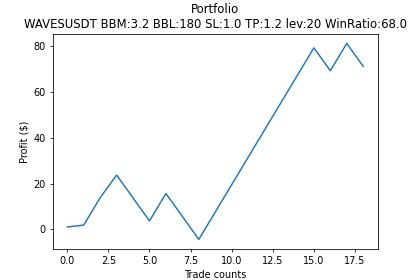 Portfolio
WAVESUSDT BBM:3.2 BBL:180 SL:1.0 TP:1.2 lev:20 WinRatio:68.0
80
60
40
20
0
Profit ($)
0.0 2.5 5.0 7.5 10.0 12.5 15.0 17.5
Trade counts